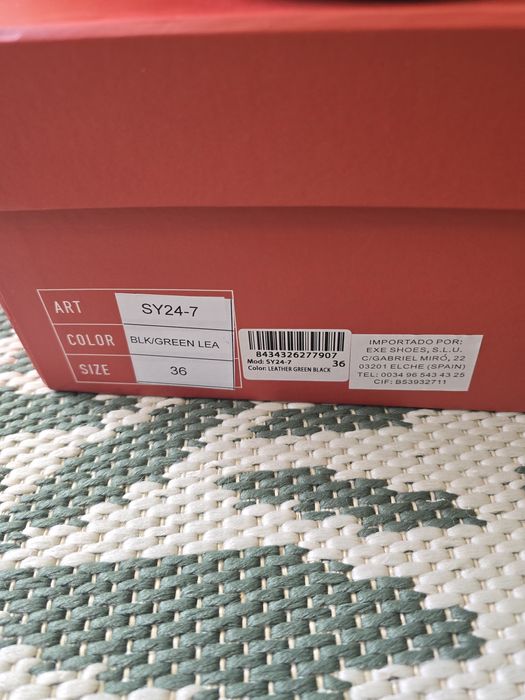 ART SY24-7
COLOR BLK/GREEN LEA
SIZE 36
8434326277907
Mod: SY24-7 36
Color: LEATHER GREEN BLACK
IMPORTADO POR:
EXE SHOES, S.L.U.
C/GABRIEL MIRÓ, 22
03201 ELCHE (SPAIN)
TEL: 0034 96 543 43 25
CIF: B53932711